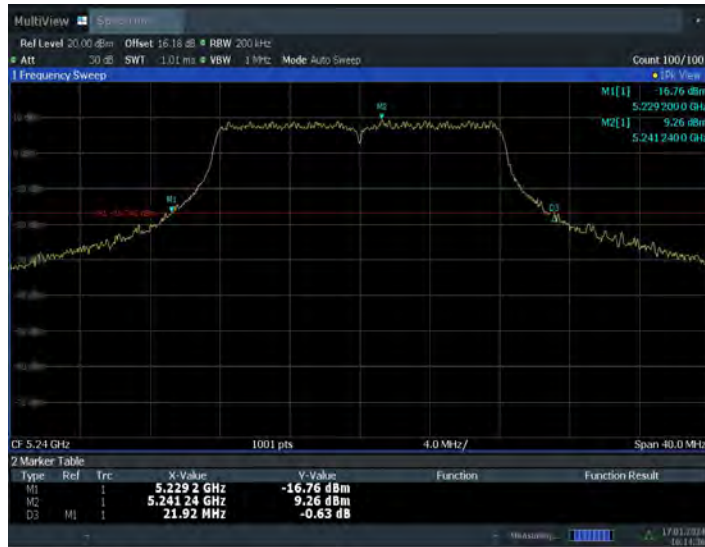 MultiView Spectrum
Ref Level 20.00 dBm Offset 16.18 dB RBW 200 kHz
Att 30 dB SWT 1.01 ms VBW 1 MHz Mode Auto Sweep Count 100/100
1 Frequency Sweep 1Pk View
M1[1] -16.76 dBm
5.229 200 0 GHz
M2[1] 9.26 dBm
5.241 240 0 GHz
M2
M1
D3
CF 5.24 GHz 1001 pts 4.0 MHz/ Span 40.0 MHz
2 Marker Table
Type Ref Trc X-Value Y-Value Function Function Result
M1 1 5.229 2 GHz -16.76 dBm
M2 1 5.241 24 GHz 9.26 dBm
D3 M1 1 21.92 MHz -0.63 dB
Measuring...